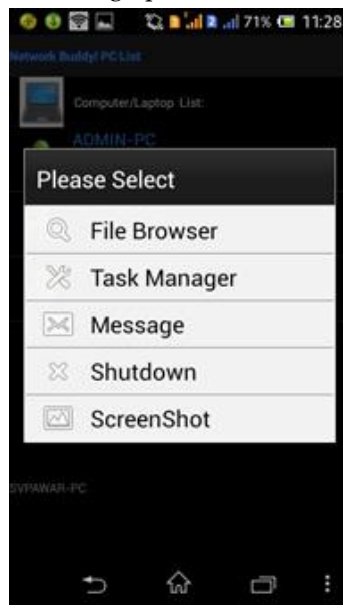 71% 11:28
Network Buddy! PC List
Computer/Laptop List:
ADMIN-PC
Please Select
File Browser
Task Manager
Message
Shutdown
ScreenShot
SVPAWAR-PC